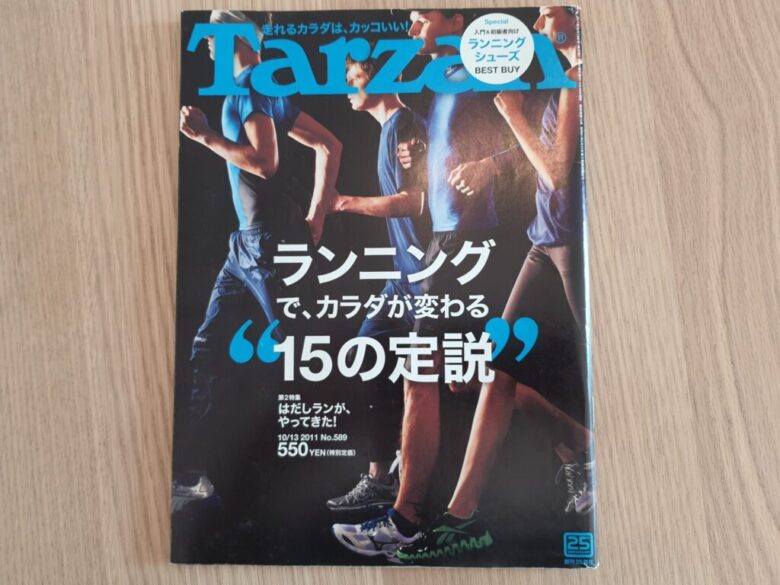 走れるカラダは、カッコいい!
Tarzan®
Special
入門&初級者向け
ランニング
シューズ
BEST BUY
ランニング
で、カラダが変わる
“15の定説”
第2特集
はだしランが、
やってきた!
10/13 2011 No.589
550YEN(特別定価)
25